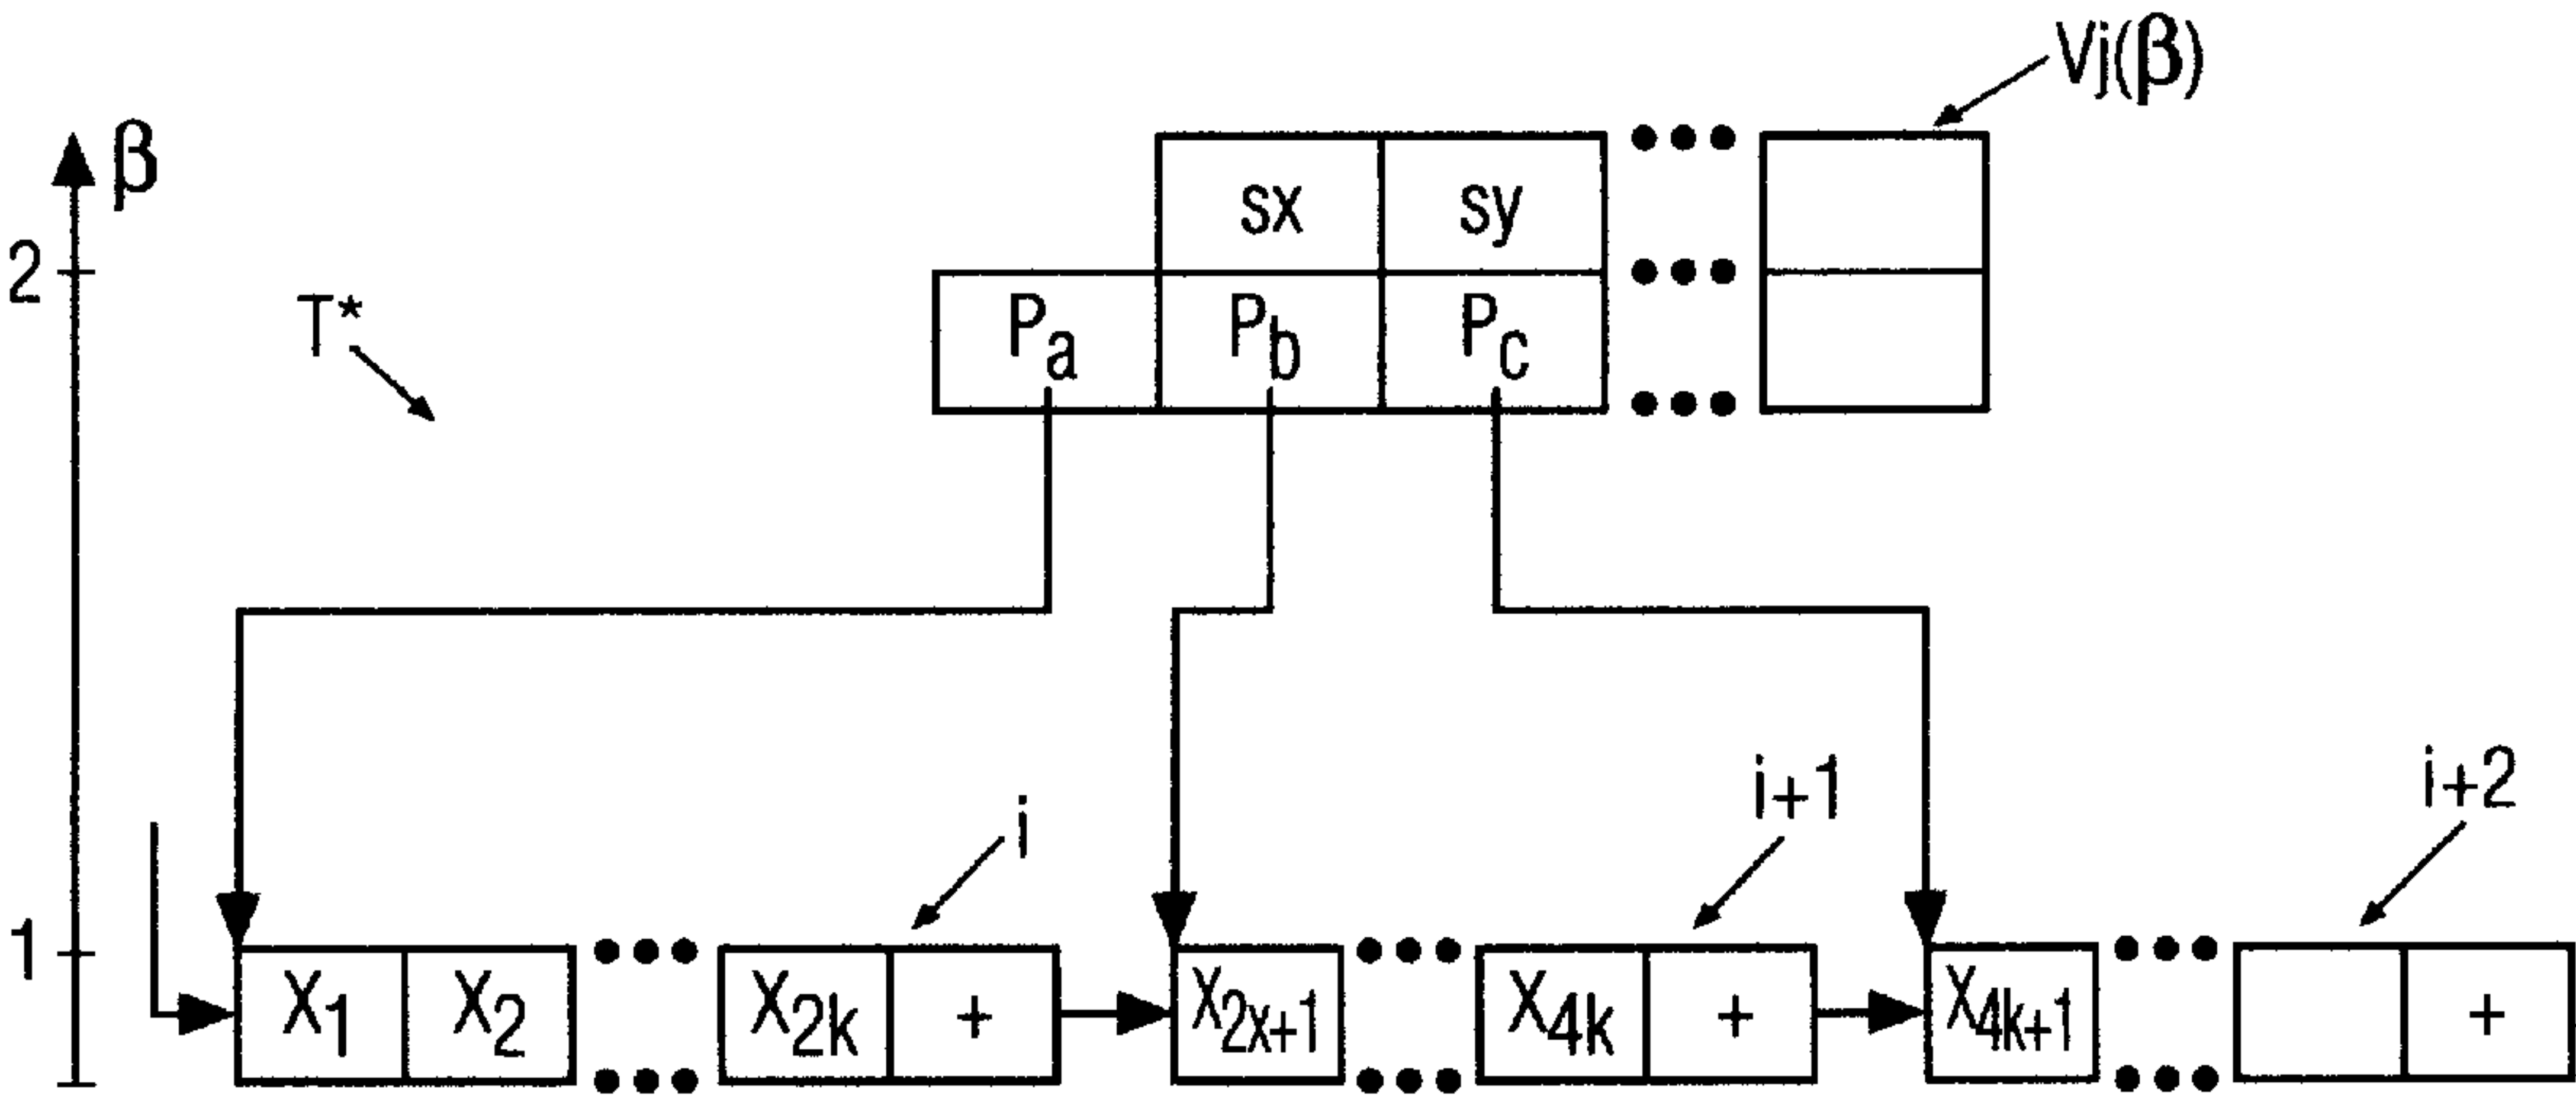 Vj(β)
β
sx sy
2
T*
Pa Pb Pc
i i+1 i+2
1
X1 X2 X2k + X2x+1 X4k + X4k+1 +